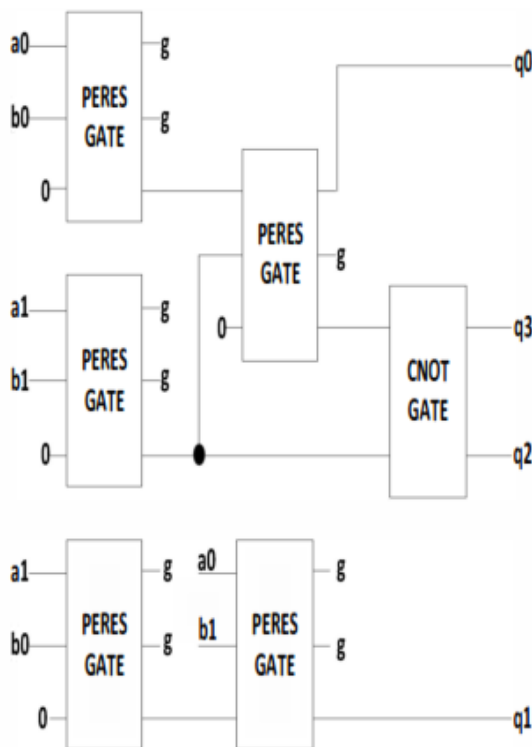 a0 g q0
PERES
b0 GATE g
0
PERES
g
GATE
a1 g
0 q3
PERES
b1 GATE g
CNOT
GATE
0 q2
a1 g a0 g
PERES PERES
b0 GATE g b1 GATE g
0 q1